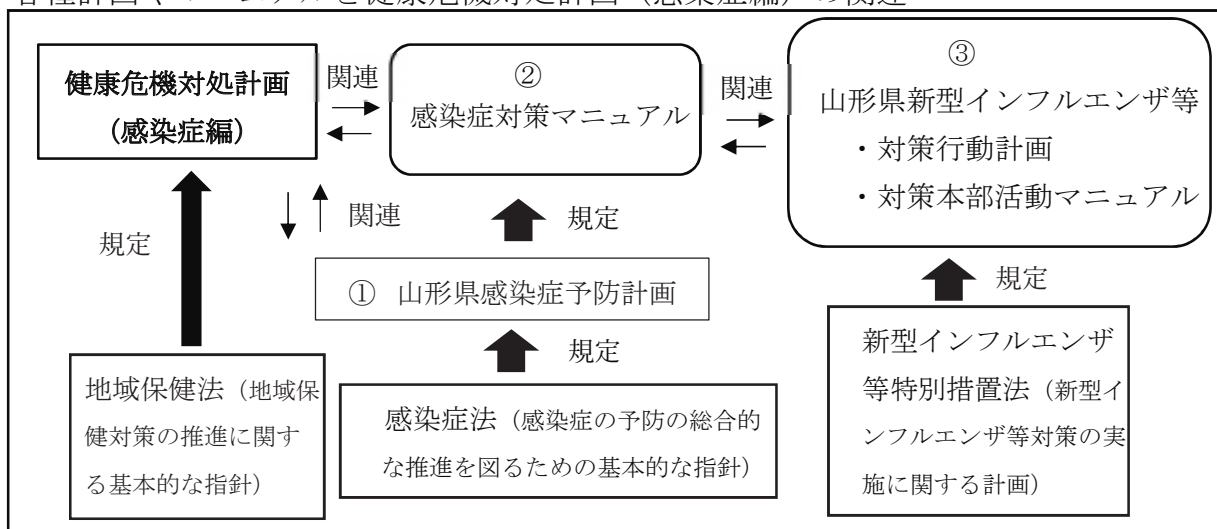 各種計画やマニュアルと健康危機対処計画（感染症編）の関連
健康危機対処計画
（感染症編）
関連
②
感染症対策マニュアル
関連
③
山形県新型インフルエンザ等
・対策行動計画
・対策本部活動マニュアル
規定
関連
規定
① 山形県感染症予防計画
規定
規定
地域保健法（地域保
健対策の推進に関す
る基本的な指針）
感染症法（感染症の予防の総合的
な推進を図るための基本的な指針）
新型インフルエンザ
等特別措置法（新型イ
ンフルエンザ等対策の実
施に関する計画）